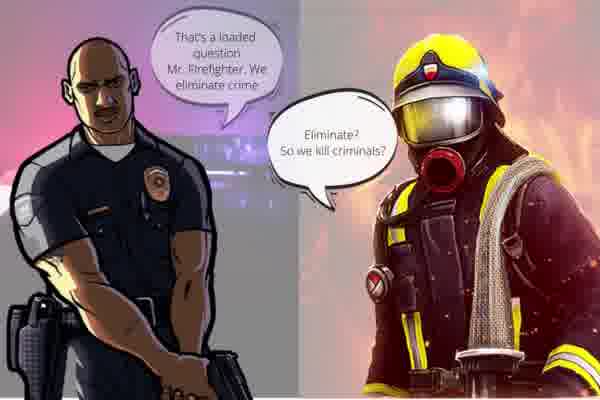 That's a loaded
question
Mr. Firefighter. We
eliminate crime
Eliminate?
So we kill criminals?